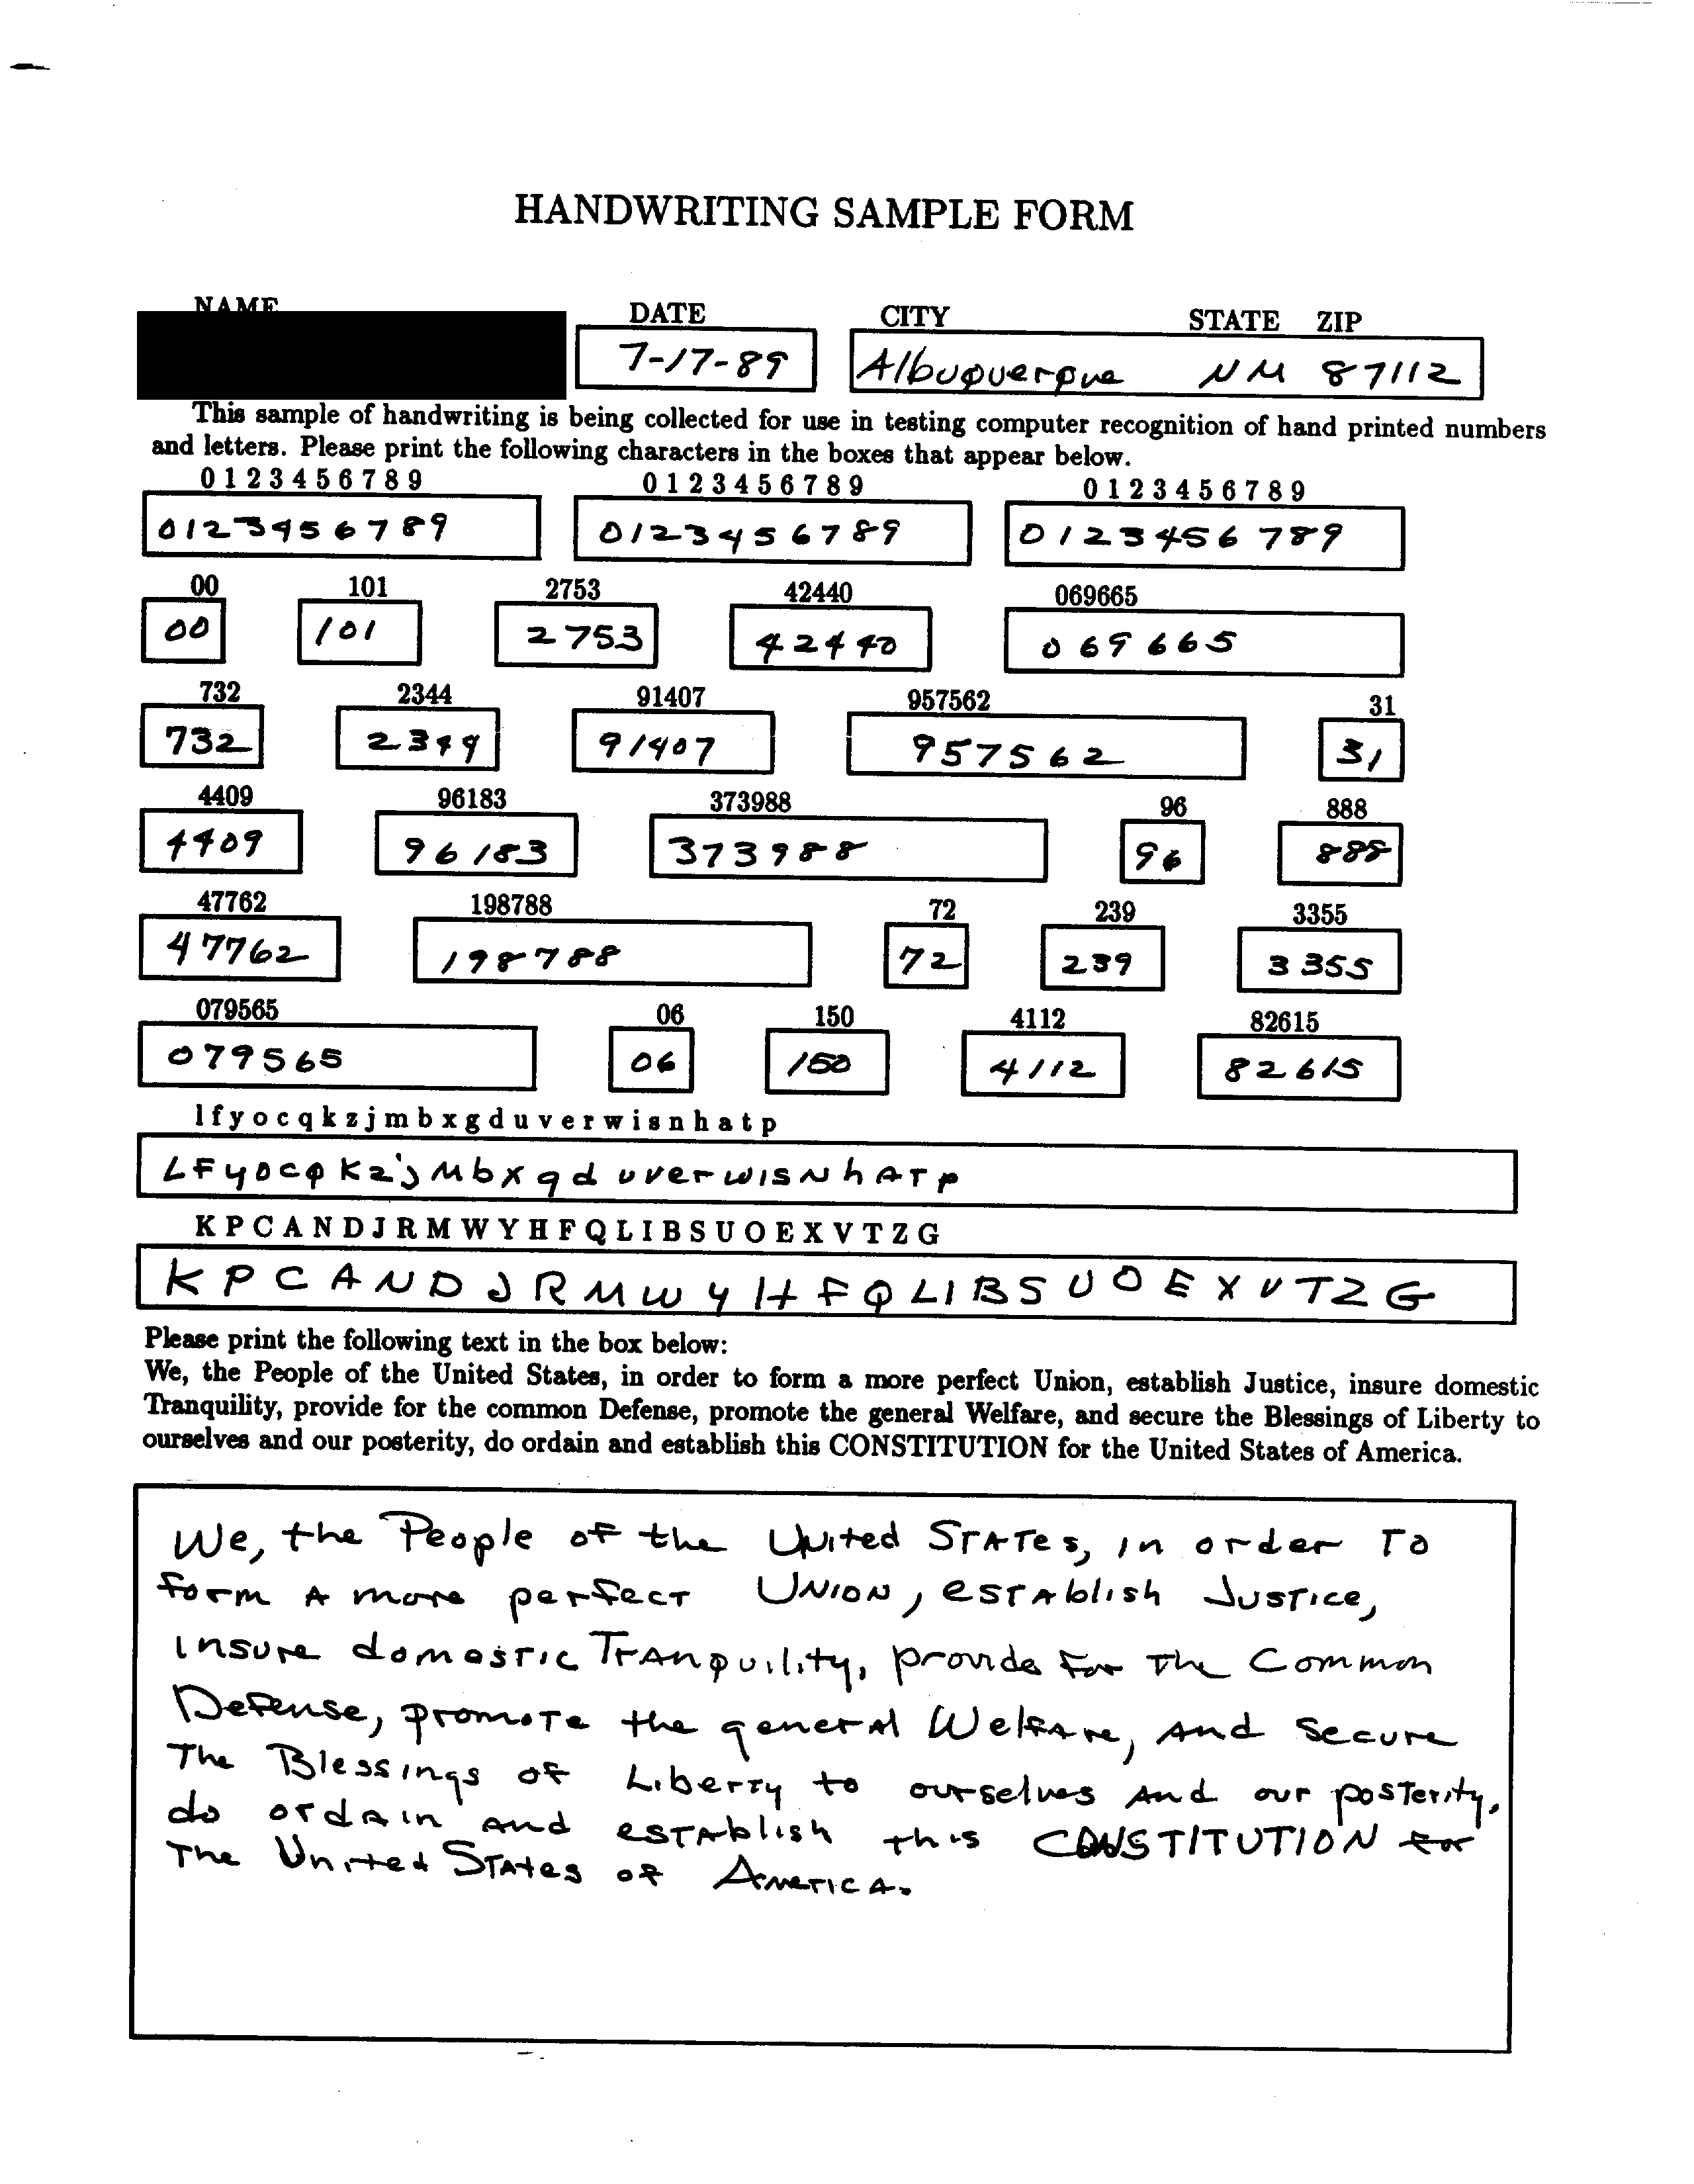 HANDWRITING SAMPLE FORM
NAME DATE CITY STATE ZIP
7-17-89 Albuquerque NM 87112
This sample of handwriting is being collected for use in testing computer recognition of hand printed numbers
and letters. Please print the following characters in the boxes that appear below.
0 1 2 3 4 5 6 7 8 9 0 1 2 3 4 5 6 7 8 9 0 1 2 3 4 5 6 7 8 9
0123456789 0123456789 0123456789
00 101 2753 42440 069665
00 101 2753 42440 069665
732 2344 91407 957562 31
732 2344 91407 957562 31
4409 96183 373988 96 888
4409 96183 373988 96 888
47762 198788 72 239 3355
47762 198788 72 239 3355
079565 06 150 4112 82615
079565 06 150 4112 82615
l f y o c q k z j m b x g d u v e r w i s n h a t p
LFyocqKzjMbxgduverwISNhATp
K P C A N D J R M W Y H F Q L I B S U O E X V T Z G
K P C A N D J R M W Y H F Q L I B S U O E X V T Z G
Please print the following text in the box below:
We, the People of the United States, in order to form a more perfect Union, establish Justice, insure domestic
Tranquility, provide for the common Defense, promote the general Welfare, and secure the Blessings of Liberty to
ourselves and our posterity, do ordain and establish this CONSTITUTION for the United States of America.
We, the People of the United STATes, in order To
form A more perfect UNION, esTAblish JusTice,
insure domesTic TrANquility, provide for The Common
Defense, promoTe the generAl WelfAre, And secure
The Blessings of LiberTy to ourselves And our posTerity,
do ordAin and esTAblish this CONSTITUTION for
The United STAtes of AmericA.